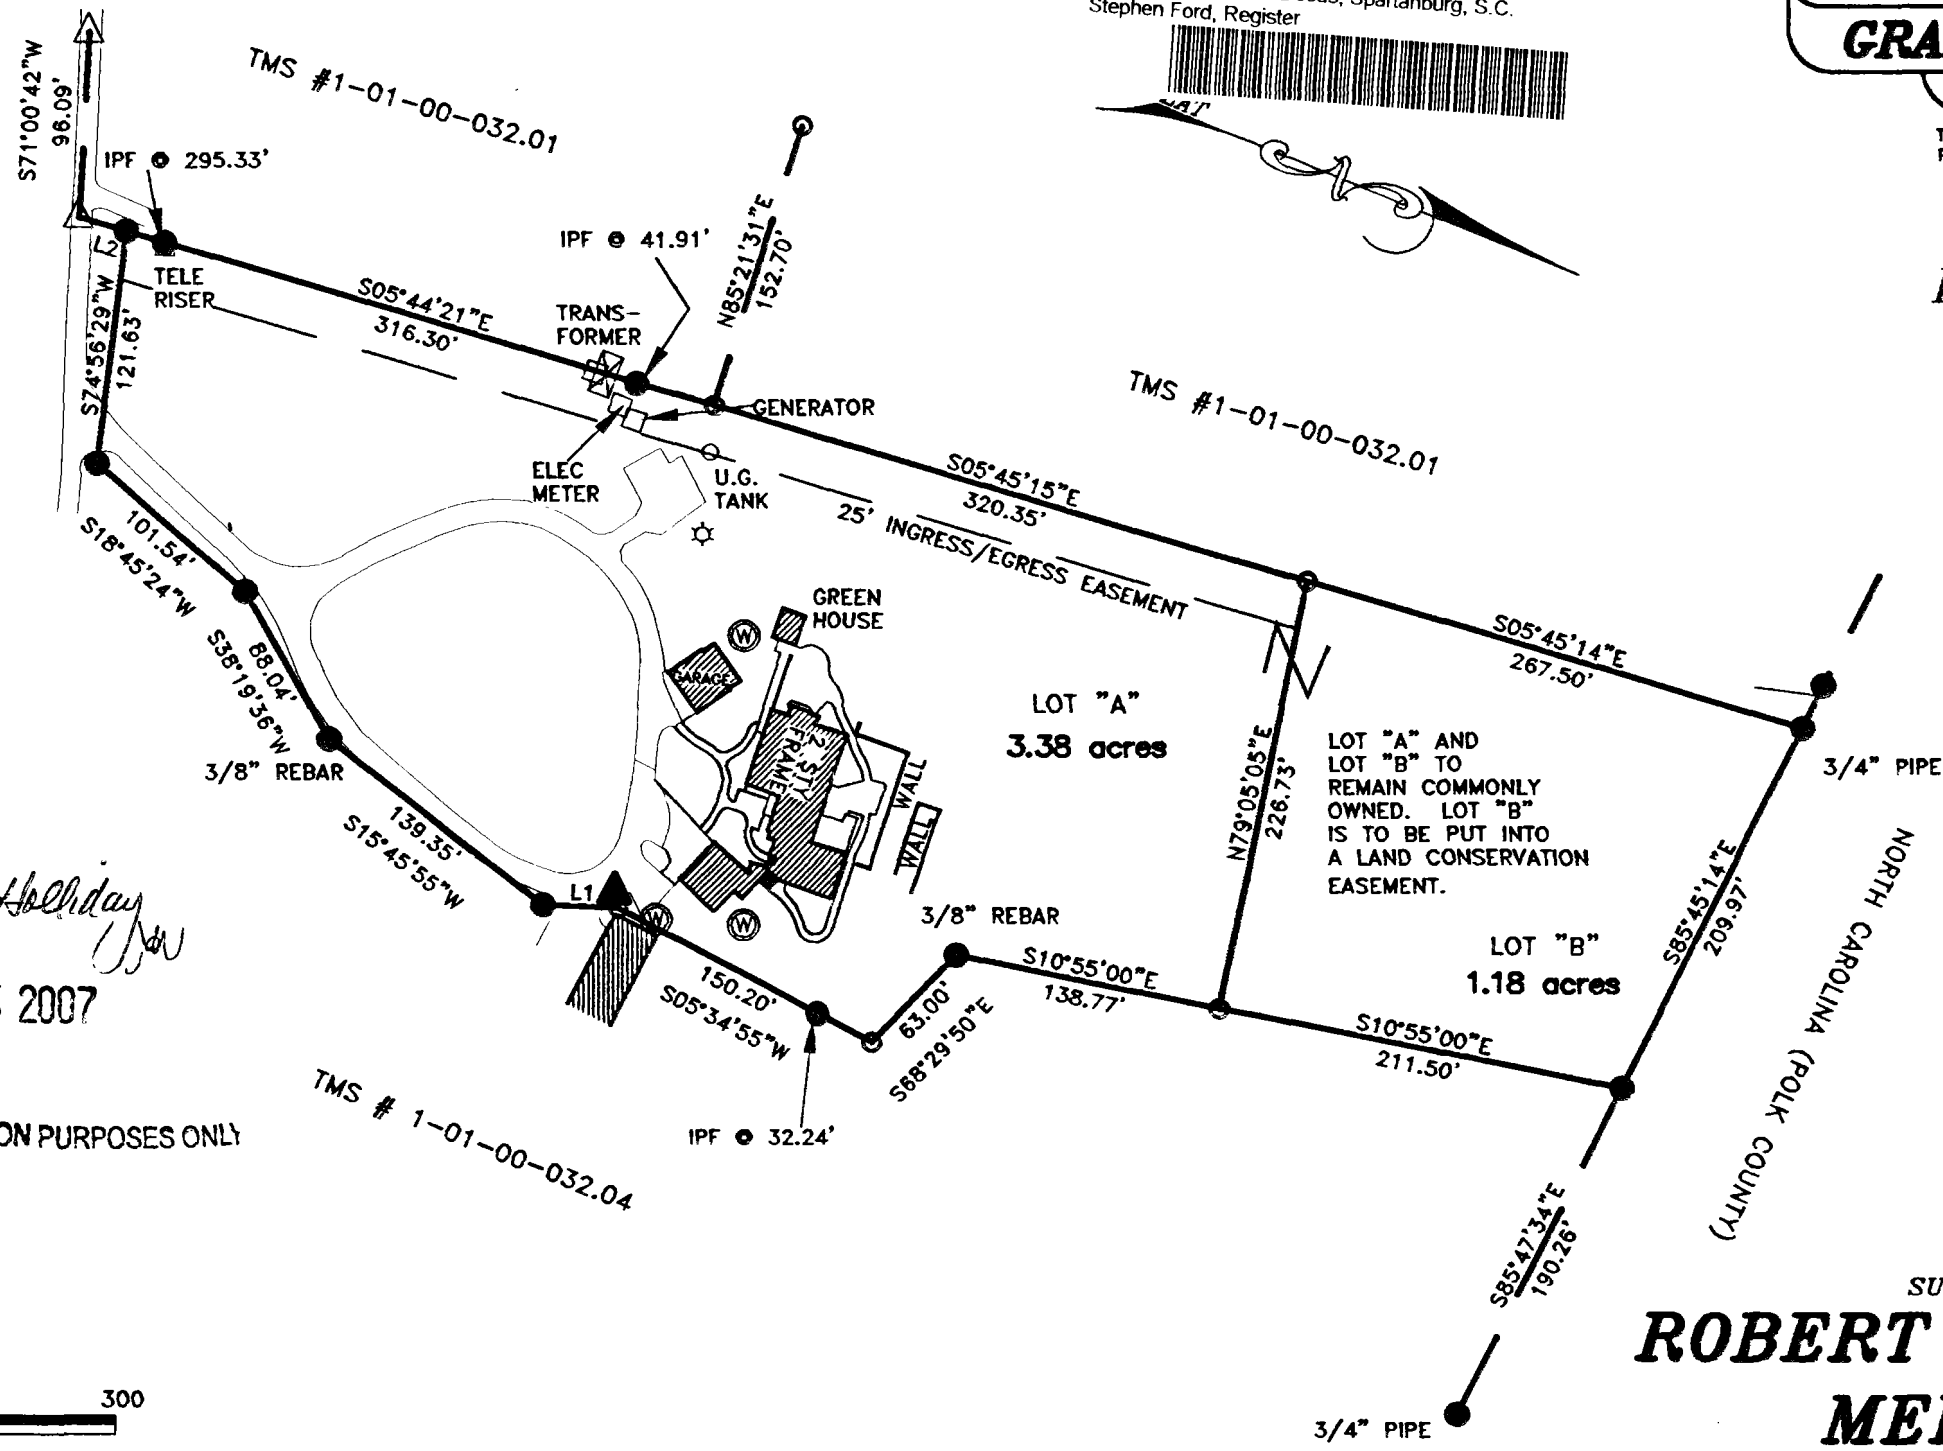 Spartanburg, S.C.
Stephen Ford, Register
GRA
S71°00'42"W
96.09'
TMS #1-01-00-032.01
IPF @ 295.33'
L2
TELE
RISER
S74°56'29"W
121.63'
S05°44'21"E
316.30'
IPF @ 41.91'
N85°21'31"E
152.70'
TRANS-
FORMER
GENERATOR
ELEC
METER
U.G.
TANK
TMS #1-01-00-032.01
S05°45'15"E
320.35'
25' INGRESS/EGRESS EASEMENT
S05°45'14"E
267.50'
101.54'
S18°45'24"W
88.04'
S38°19'36"W
3/8" REBAR
139.35'
S15°45'55"W
GREEN
HOUSE
W
GARAGE
2 STY
FRAME
WALL
WALL
LOT "A"
3.38 acres
N79°05'05"E
226.73'
LOT "A" AND
LOT "B" TO
REMAIN COMMONLY
OWNED. LOT "B"
IS TO BE PUT INTO
A LAND CONSERVATION
EASEMENT.
3/4" PIPE
S85°45'14"E
209.97'
NORTH CAROLINA (POLK COUNTY)
LOT "B"
1.18 acres
L1
W
W
3/8" REBAR
150.20'
S05°34'55"W
63.00'
S68°29'50"E
S10°55'00"E
138.77'
S10°55'00"E
211.50'
IPF @ 32.24'
Holliday
2007
TMS # 1-01-00-032.04
ON PURPOSES ONLY
S85°47'34"E
190.26'
3/4" PIPE
300
SU
ROBERT